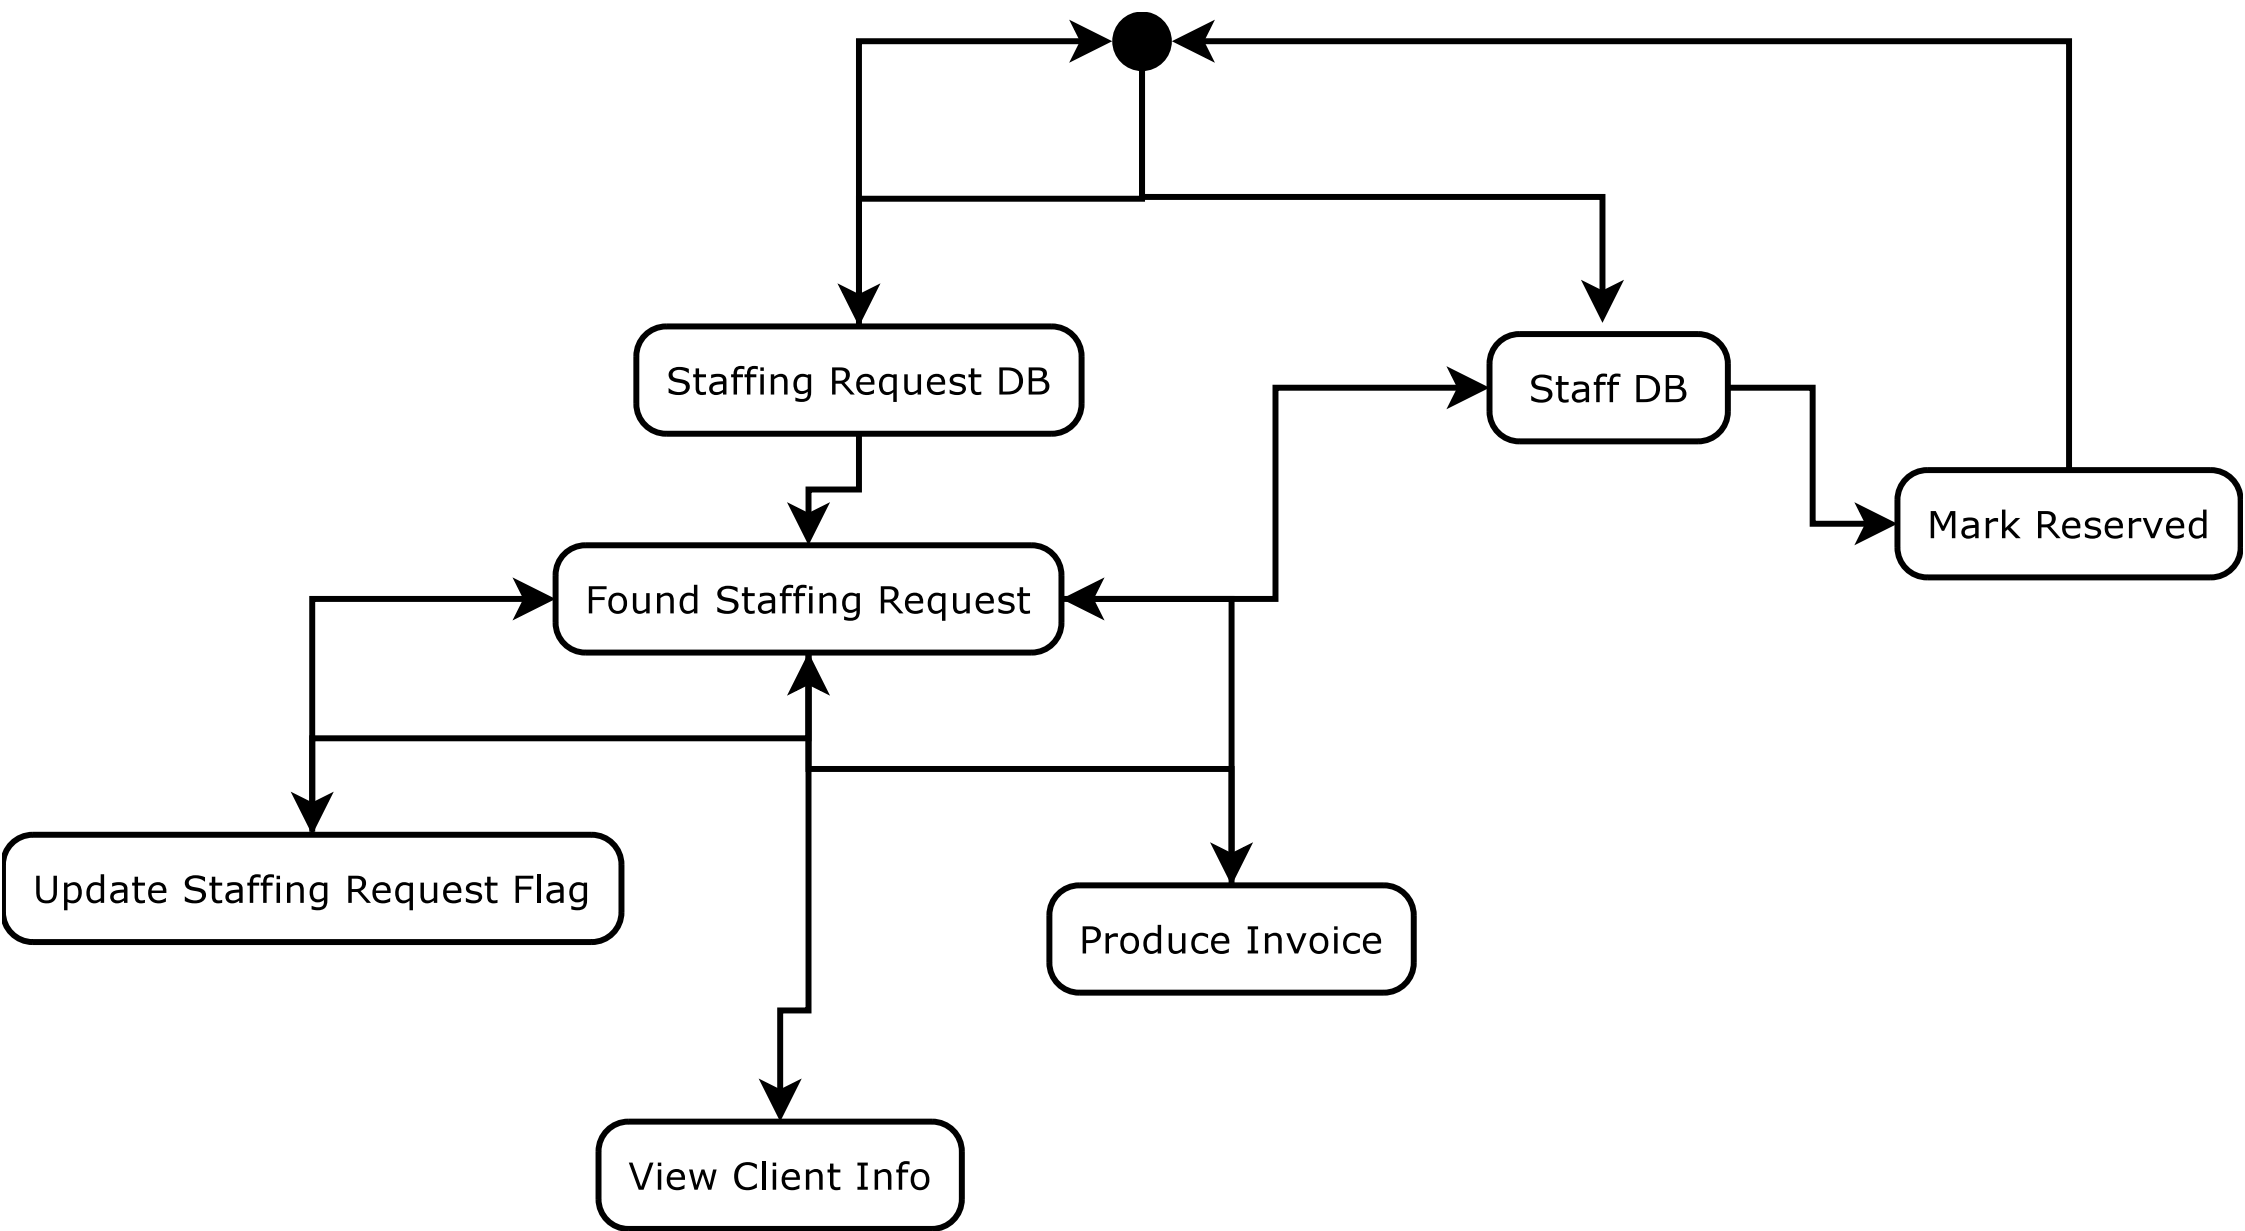 Staffing Request DB
Staff DB
Mark Reserved
Found Staffing Request
Update Staffing Request Flag
Produce Invoice
View Client Info